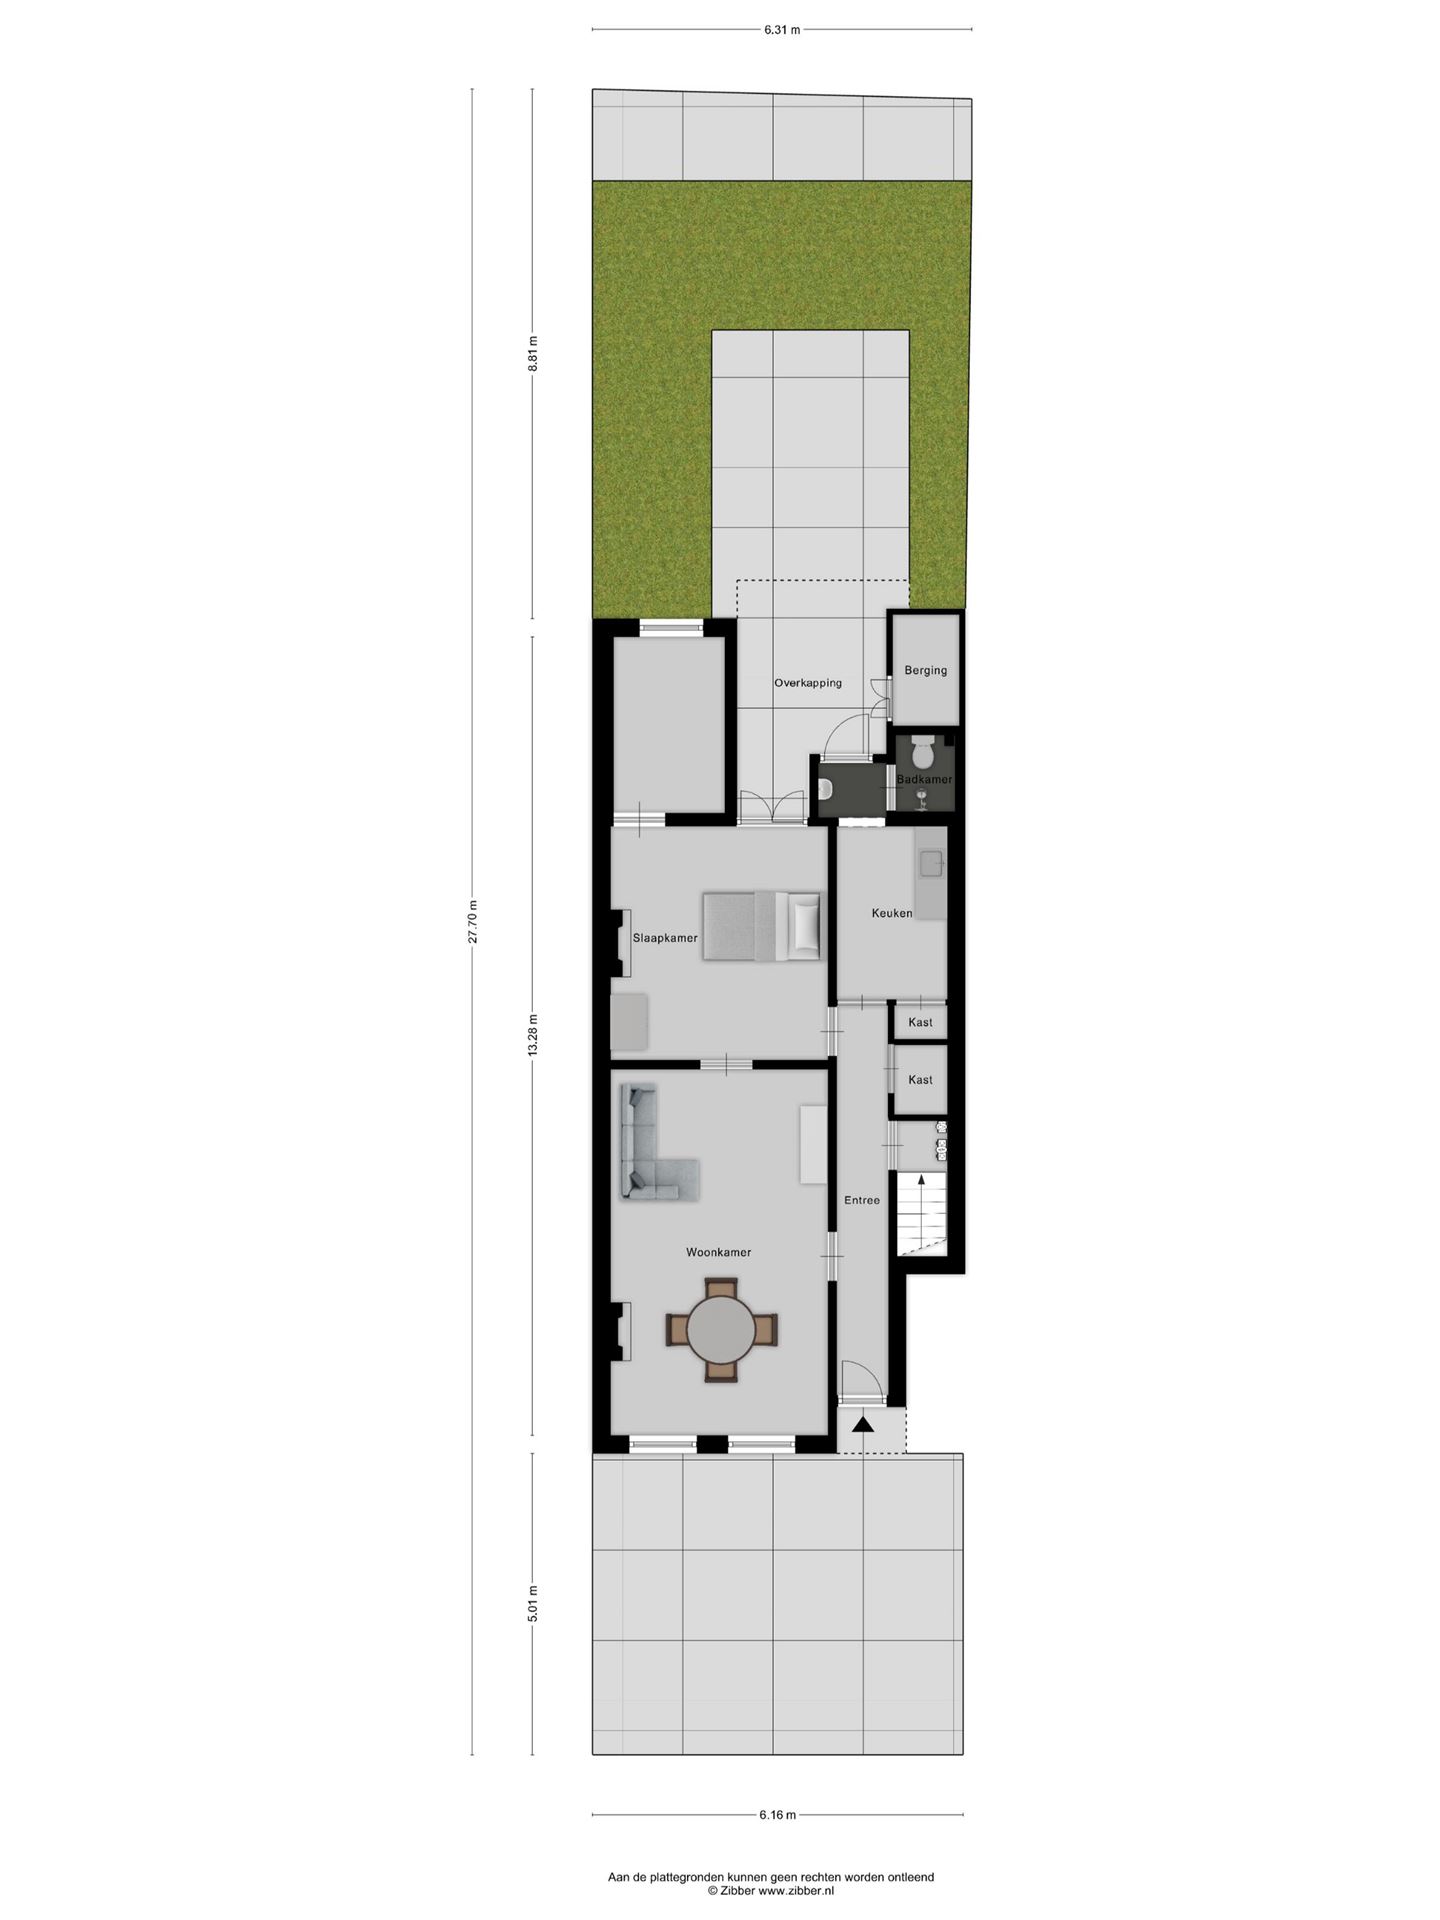 6.31 m
8.81 m
Berging
Overkapping
Badkamer
27.70 m
Keuken
Slaapkamer
13.28 m
Kast
Kast
Entree
Woonkamer
5.01 m
6.16 m
Aan de plattegronden kunnen geen rechten worden ontleend
© Zibber www.zibber.nl